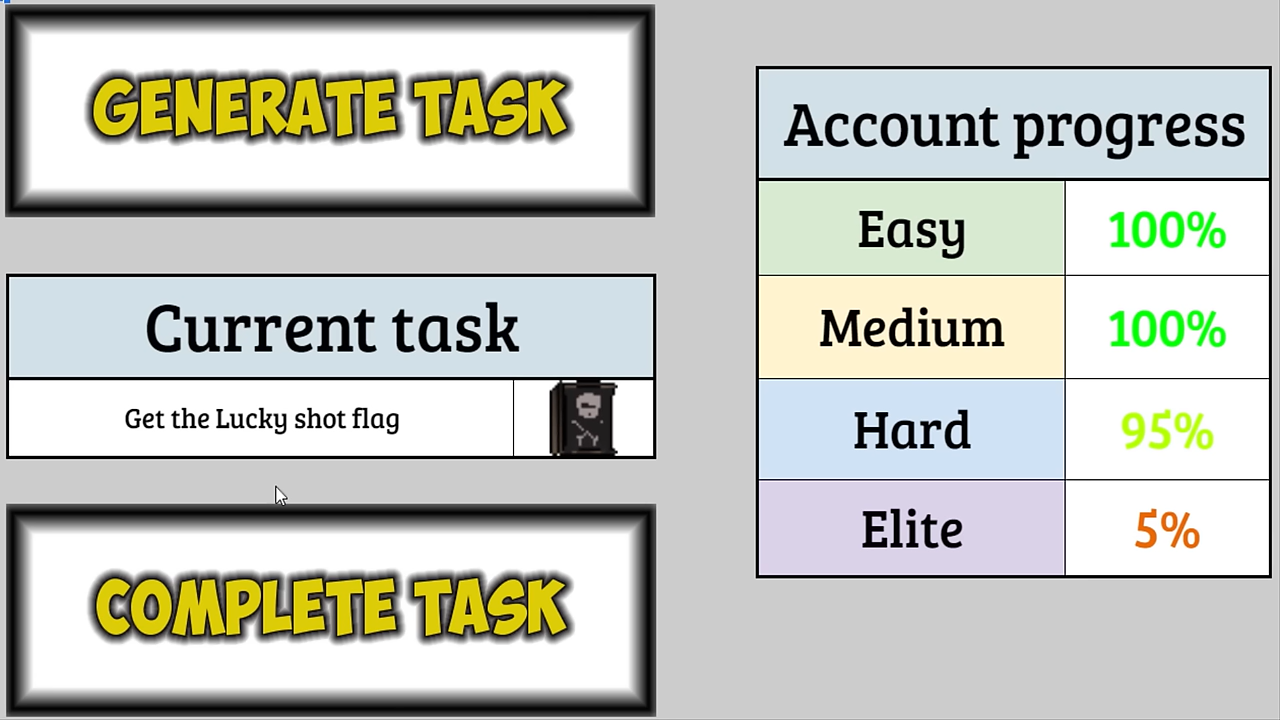 GENERATE TASK
Current task
Get the Lucky shot flag
COMPLETE TASK
Account progress
Easy 100%
Medium 100%
Hard 95%
Elite 5%